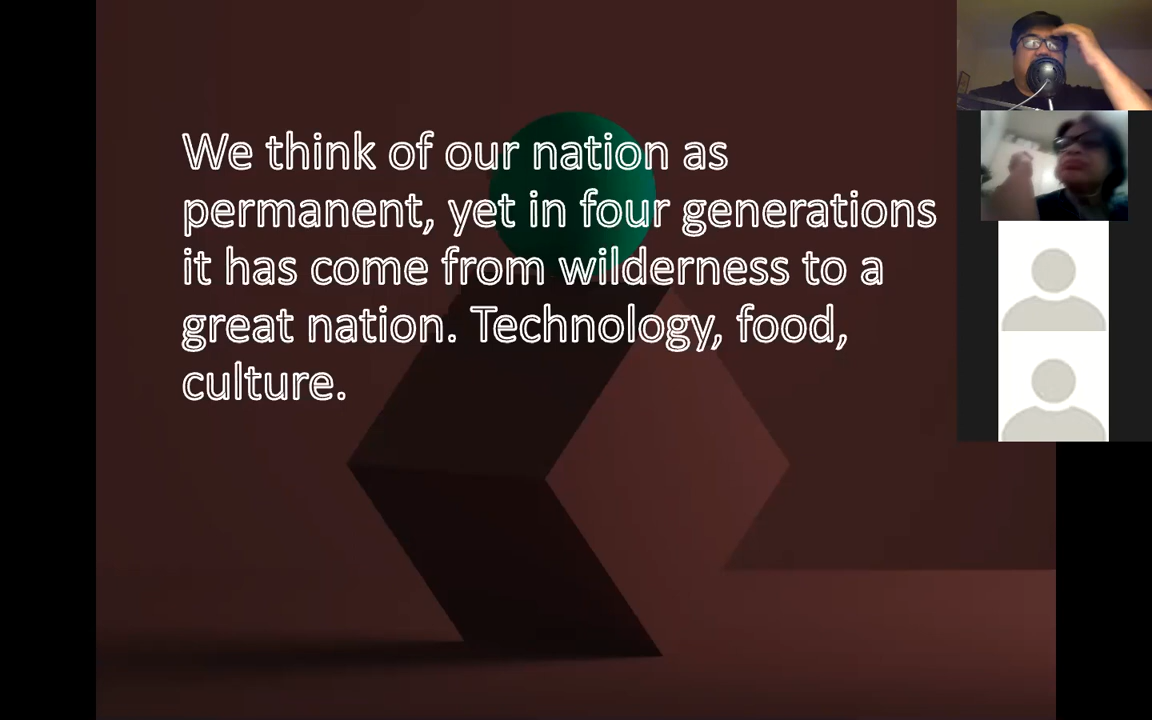 We think of our nation as
permanent, yet in four generations
it has come from wilderness to a
great nation. Technology, food,
culture.